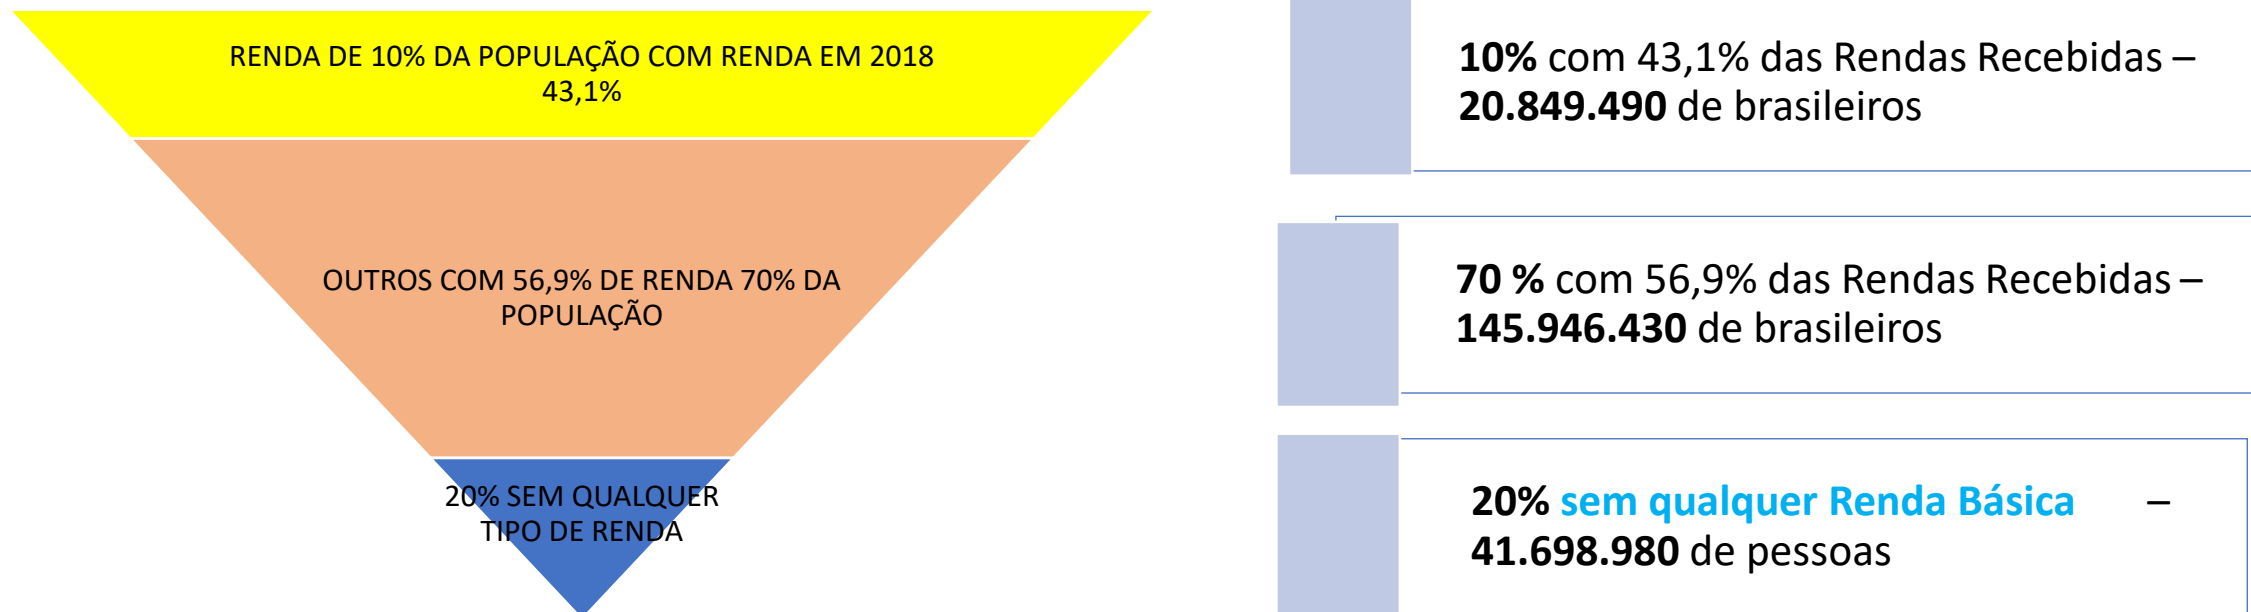 RENDA DE 10% DA POPULAÇÃO COM RENDA EM 2018
43,1%
OUTROS COM 56,9% DE RENDA 70% DA
POPULAÇÃO
20% SEM QUALQUER
TIPO DE RENDA
10% com 43,1% das Rendas Recebidas –
20.849.490 de brasileiros
70 % com 56,9% das Rendas Recebidas –
145.946.430 de brasileiros
20% sem qualquer Renda Básica –
41.698.980 de pessoas